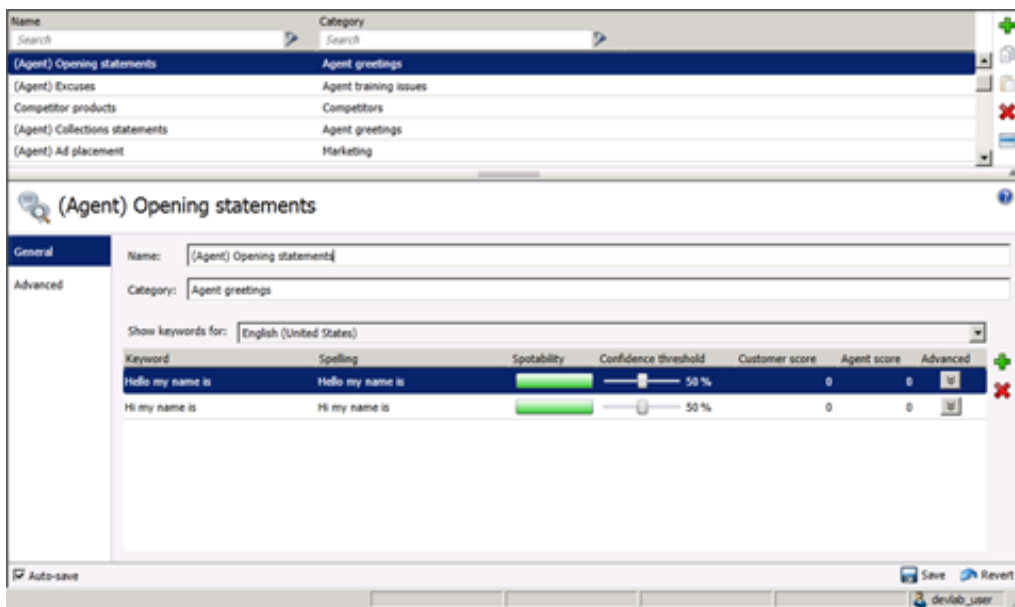 Name Category
Search Search
(Agent) Opening statements Agent greetings
(Agent) Excuses Agent training issues
Competitor products Competitors
(Agent) Collections statements Agent greetings
(Agent) Ad placement Marketing
(Agent) Opening statements
General Name: (Agent) Opening statements
Advanced Category: Agent greetings
Show keywords for: English (United States)
Keyword Spelling Spotability Confidence threshold Customer score Agent score Advanced
Hello my name is Hello my name is 50 % 0 0
Hi my name is Hi my name is 50 % 0 0
Auto-save Save Revert
devlab_user